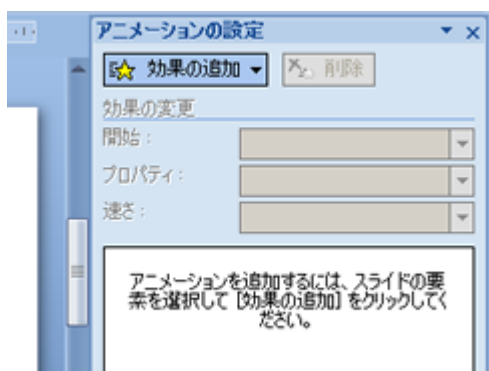 アニメーションの設定
効果の追加 削除
効果の変更
開始：
プロパティ：
速さ：
アニメーションを追加するには、スライドの要
素を選択して [効果の追加] をクリックしてく
ださい。